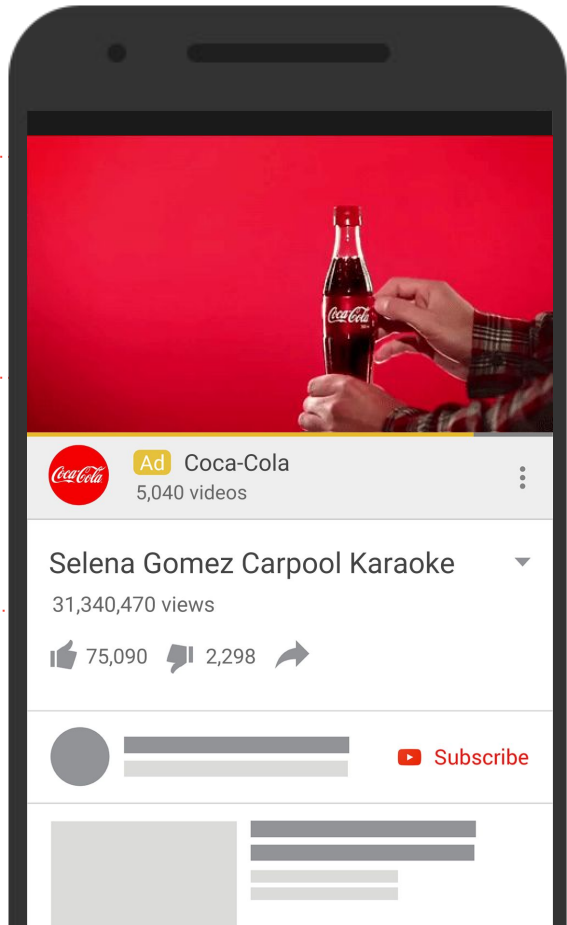 Coca-Cola
Coca-Cola
Ad Coca-Cola
5,040 videos
Selena Gomez Carpool Karaoke
31,340,470 views
75,090 2,298
Subscribe